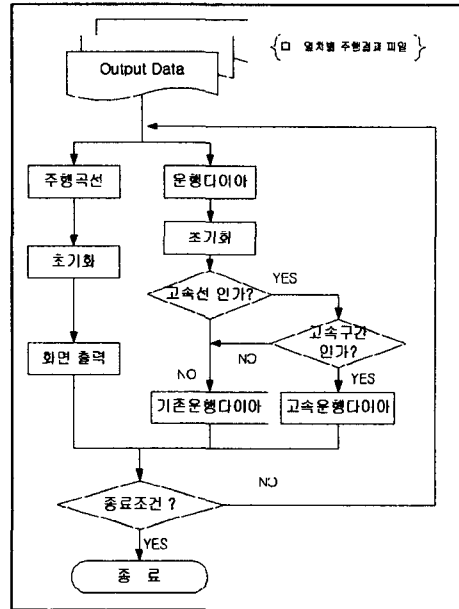 Output Data
{ □ 열차별 주행결과 파일 }
주행곡선
운행다이아
초기화
초기화
고속선 인가?
YES
고속구간
인가?
NO
NO
YES
화면 출력
기존운행다이아
고속운행다이아
NO
종료조건 ?
YES
종 료